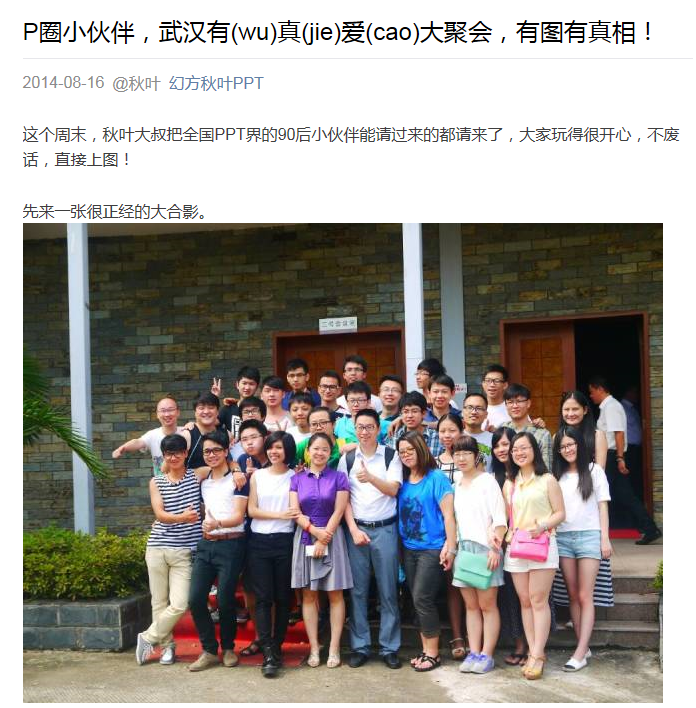 P圈小伙伴，武汉有(wu)真(jie)爱(cao)大聚会，有图有真相！
2014-08-16 @秋叶 幻方秋叶PPT
这个周末，秋叶大叔把全国PPT界的90后小伙伴能请过来的都请来了，大家玩得很开心，不废
话，直接上图！
先来一张很正经的大合影。